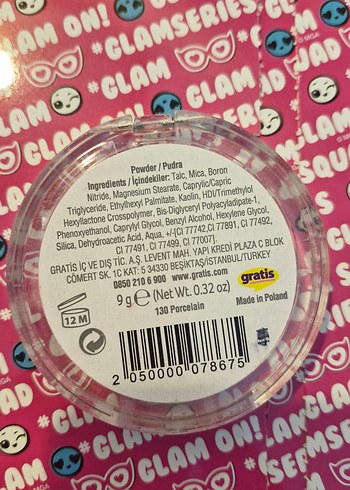 GLAM ON!
#GLAMSERIES
#GLAM
GLAM
SQUAD
Powder / Pudra
Ingredients / İçindekiler: Talc, Mica, Boron
Nitride, Magnesium Stearate, Caprylic/Capric
Triglyceride, Ethylhexyl Palmitate, Kaolin, HDI/Trimethylol
Hexyllactone Crosspolymer, Bis-Diglyceryl Polyacyladipate-1,
Phenoxyethanol, Caprylyl Glycol, Benzyl Alcohol, Hexylene Glycol,
Silica, Dehydroacetic Acid, Aqua, +/-[CI 77742,CI 77891, CI 77492,
CI 77491, CI 77499, CI 77007].
GRATİS İÇ VE DIŞ TİC. A.Ş. LEVENT MAH. YAPI KREDİ PLAZA C BLOK
CÖMERT SK. 1C KAT: 5 34330 BEŞİKTAŞ/İSTANBUL/TURKEY
0850 210 6 900 www.gratis.com
gratis
12 M
9 g e (Net Wt. 0.32 oz)
Made in Poland
130 Porcelain
2 050000 078675
GLAM ON!